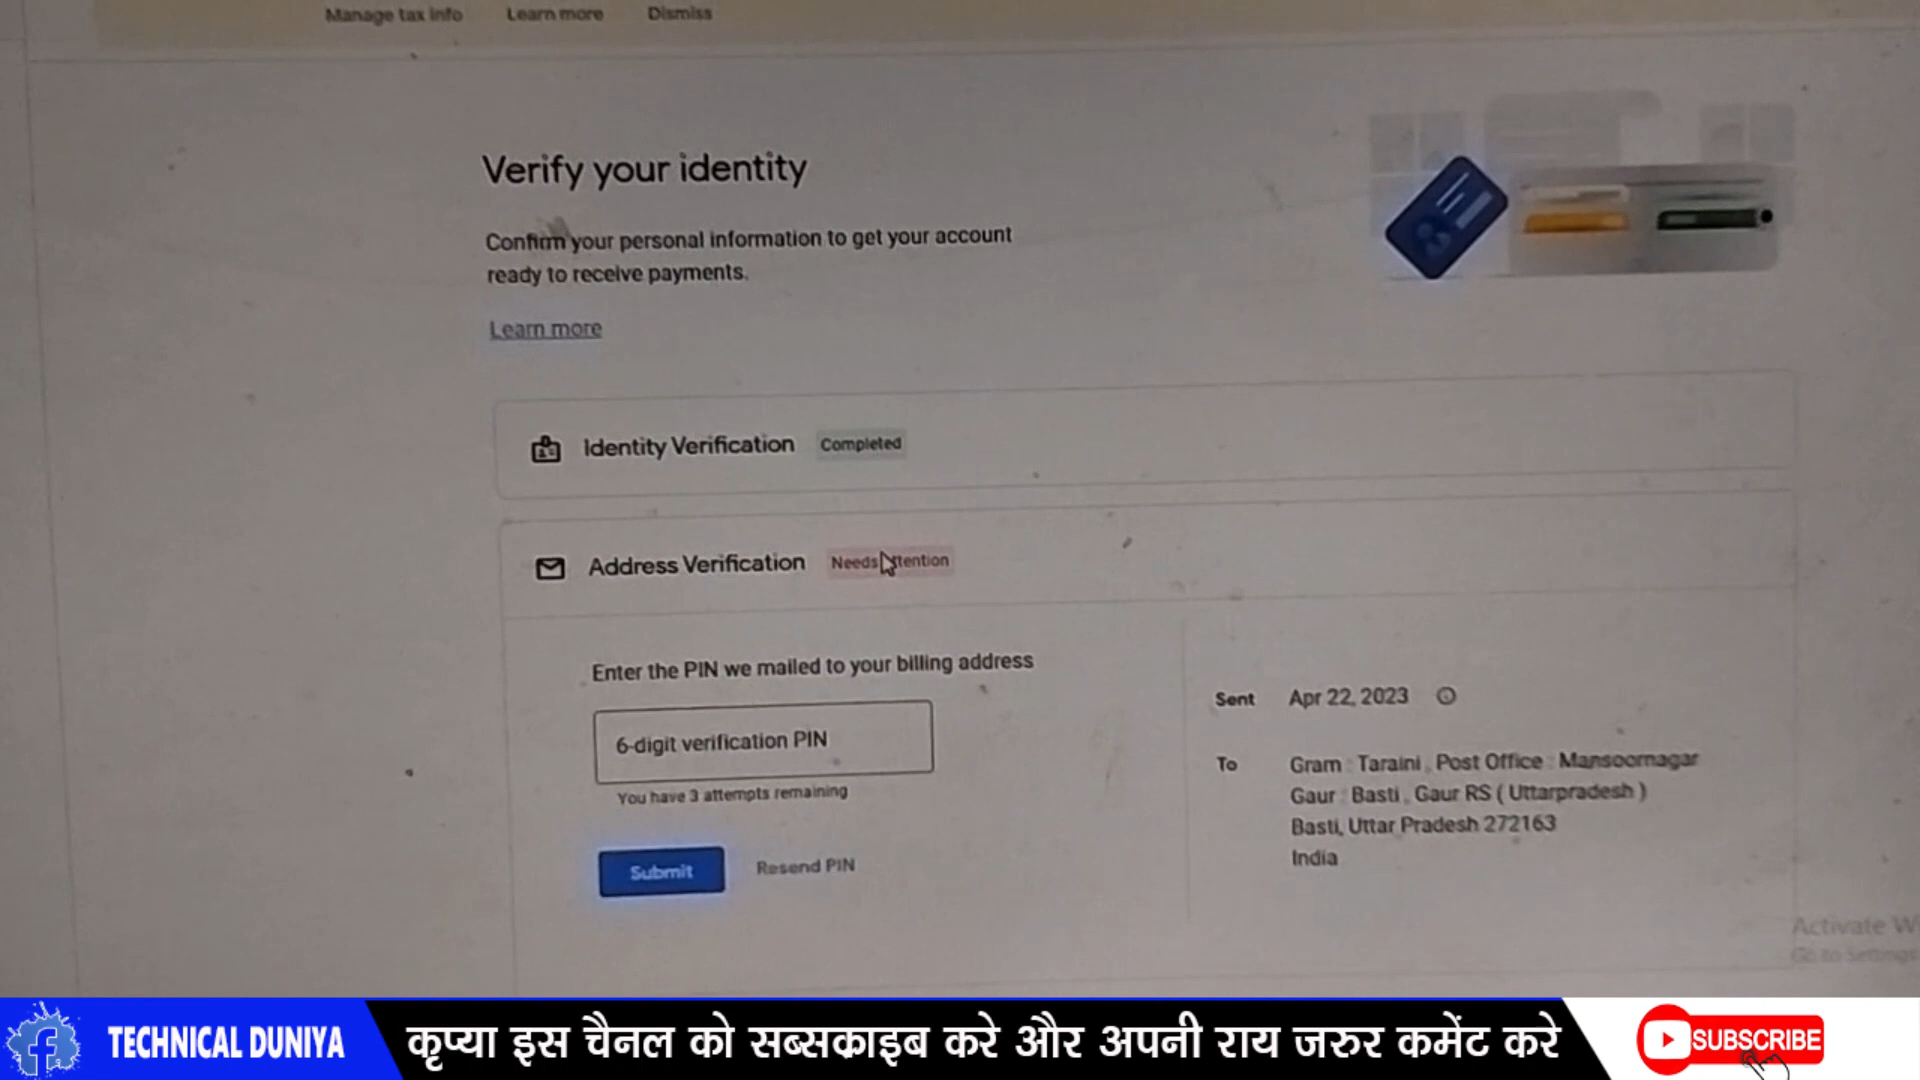 Manage tax info Learn more Dismiss
Verify your identity
Confirm your personal information to get your account
ready to receive payments.
Learn more
Identity Verification Completed
Address Verification Needs
Enter the PIN we mailed to your billing address
6-digit verification PIN
You have 3 attempts remaining
Submit Resend PIN
Sent Apr 22, 2023
To Gram : Taraini , Post Office : Mansoornagar
Gaur : Basti , Gaur RS ( Uttarpradesh )
Basti, Uttar Pradesh 272163
India
Activate W
Go to Settings
TECHNICAL DUNIYA कृप्या इस चैनल को सब्सक्राइब करे और अपनी राय जरुर कमेंट करे SUBSCRIBE